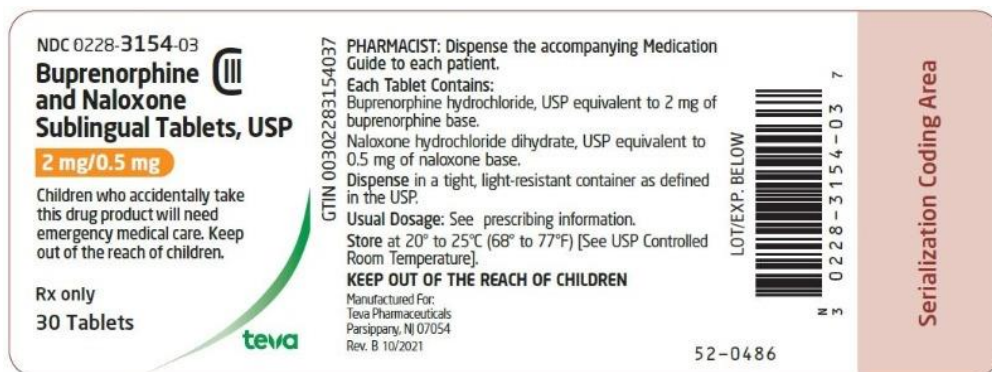 NDC 0228-3154-03
Buprenorphine CIII
and Naloxone
Sublingual Tablets, USP
2 mg/0.5 mg
Children who accidentally take
this drug product will need
emergency medical care. Keep
out of the reach of children.
Rx only
30 Tablets
teva
GTIN 00302283154037
PHARMACIST: Dispense the accompanying Medication
Guide to each patient.
Each Tablet Contains:
Buprenorphine hydrochloride, USP equivalent to 2 mg of
buprenorphine base.
Naloxone hydrochloride dihydrate, USP equivalent to
0.5 mg of naloxone base.
Dispense in a tight, light-resistant container as defined
in the USP.
Usual Dosage: See prescribing information.
Store at 20° to 25°C (68° to 77°F) [See USP Controlled
Room Temperature].
KEEP OUT OF THE REACH OF CHILDREN
Manufactured For:
Teva Pharmaceuticals
Parsippany, NJ 07054
Rev. B 10/2021
52-0486
LOT/EXP. BELOW
N
3 0228-3154-03 7
Serialization Coding Area